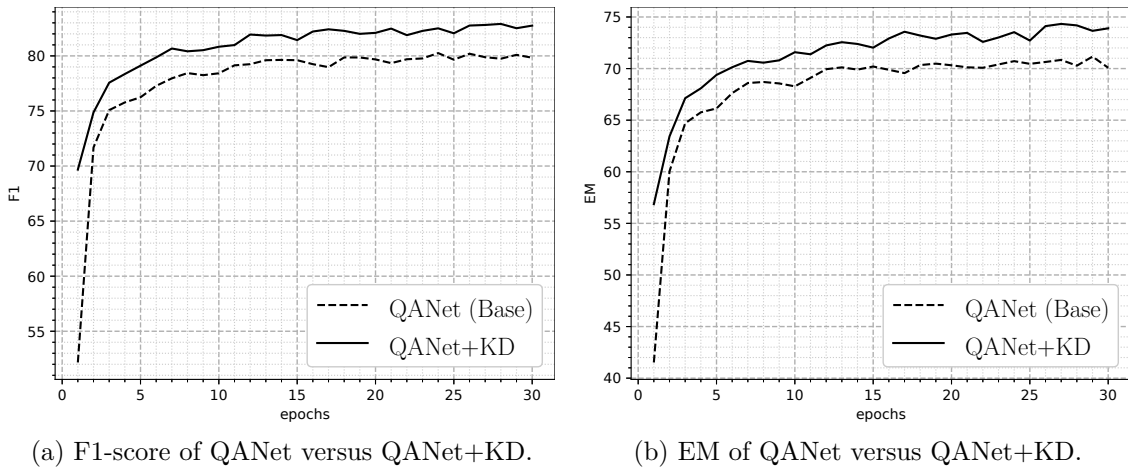 F1
80
75
70
65
60
55
0 5 10 15 20 25 30
epochs
QANet (Base)
QANet+KD
(a) F1-score of QANet versus QANet+KD.
EM
75
70
65
60
55
50
45
40
0 5 10 15 20 25 30
epochs
QANet (Base)
QANet+KD
(b) EM of QANet versus QANet+KD.